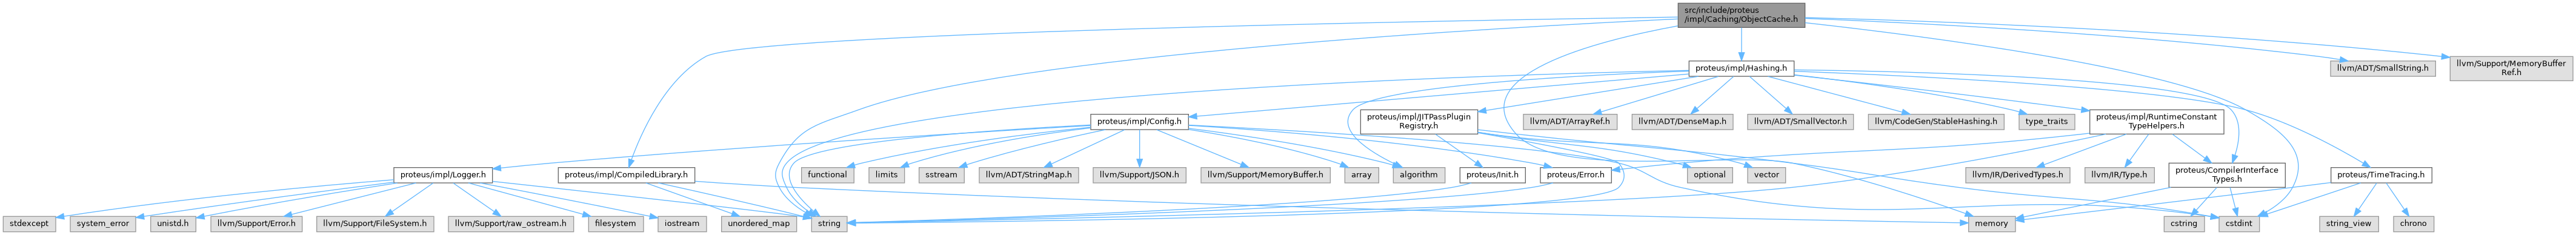 src/include/proteus
/impl/Caching/ObjectCache.h
proteus/impl/Hashing.h
llvm/ADT/SmallString.h
llvm/Support/MemoryBuffer
Ref.h
proteus/impl/Config.h
proteus/impl/JITPassPlugin
Registry.h
llvm/ADT/ArrayRef.h
llvm/ADT/DenseMap.h
llvm/ADT/SmallVector.h
llvm/CodeGen/StableHashing.h
type_traits
proteus/impl/RuntimeConstant
TypeHelpers.h
proteus/impl/Logger.h
proteus/impl/CompiledLibrary.h
functional
limits
sstream
llvm/ADT/StringMap.h
llvm/Support/JSON.h
llvm/Support/MemoryBuffer.h
array
algorithm
proteus/Init.h
proteus/Error.h
optional
vector
llvm/IR/DerivedTypes.h
llvm/IR/Type.h
proteus/CompilerInterface
Types.h
proteus/TimeTracing.h
stdexcept
system_error
unistd.h
llvm/Support/Error.h
llvm/Support/FileSystem.h
llvm/Support/raw_ostream.h
filesystem
iostream
unordered_map
string
memory
cstring
cstdint
string_view
chrono